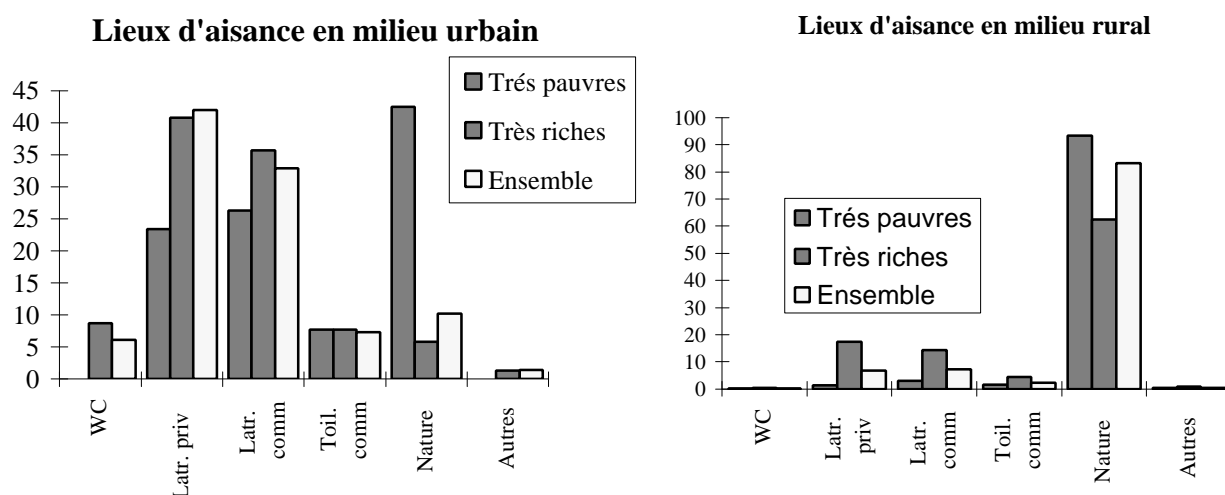 Lieux d'aisance en milieu urbain
Trés pauvres
Très riches
Ensemble
45
40
35
30
25
20
15
10
5
0
WC
Latr. priv
Latr.
comm
Toil.
comm
Nature
Autres
Lieux d'aisance en milieu rural
100
90
80
70
60
50
40
30
20
10
0
Trés pauvres
Très riches
Ensemble
WC
Latr.
priv
Latr.
comm
Toil.
comm
Nature
Autres